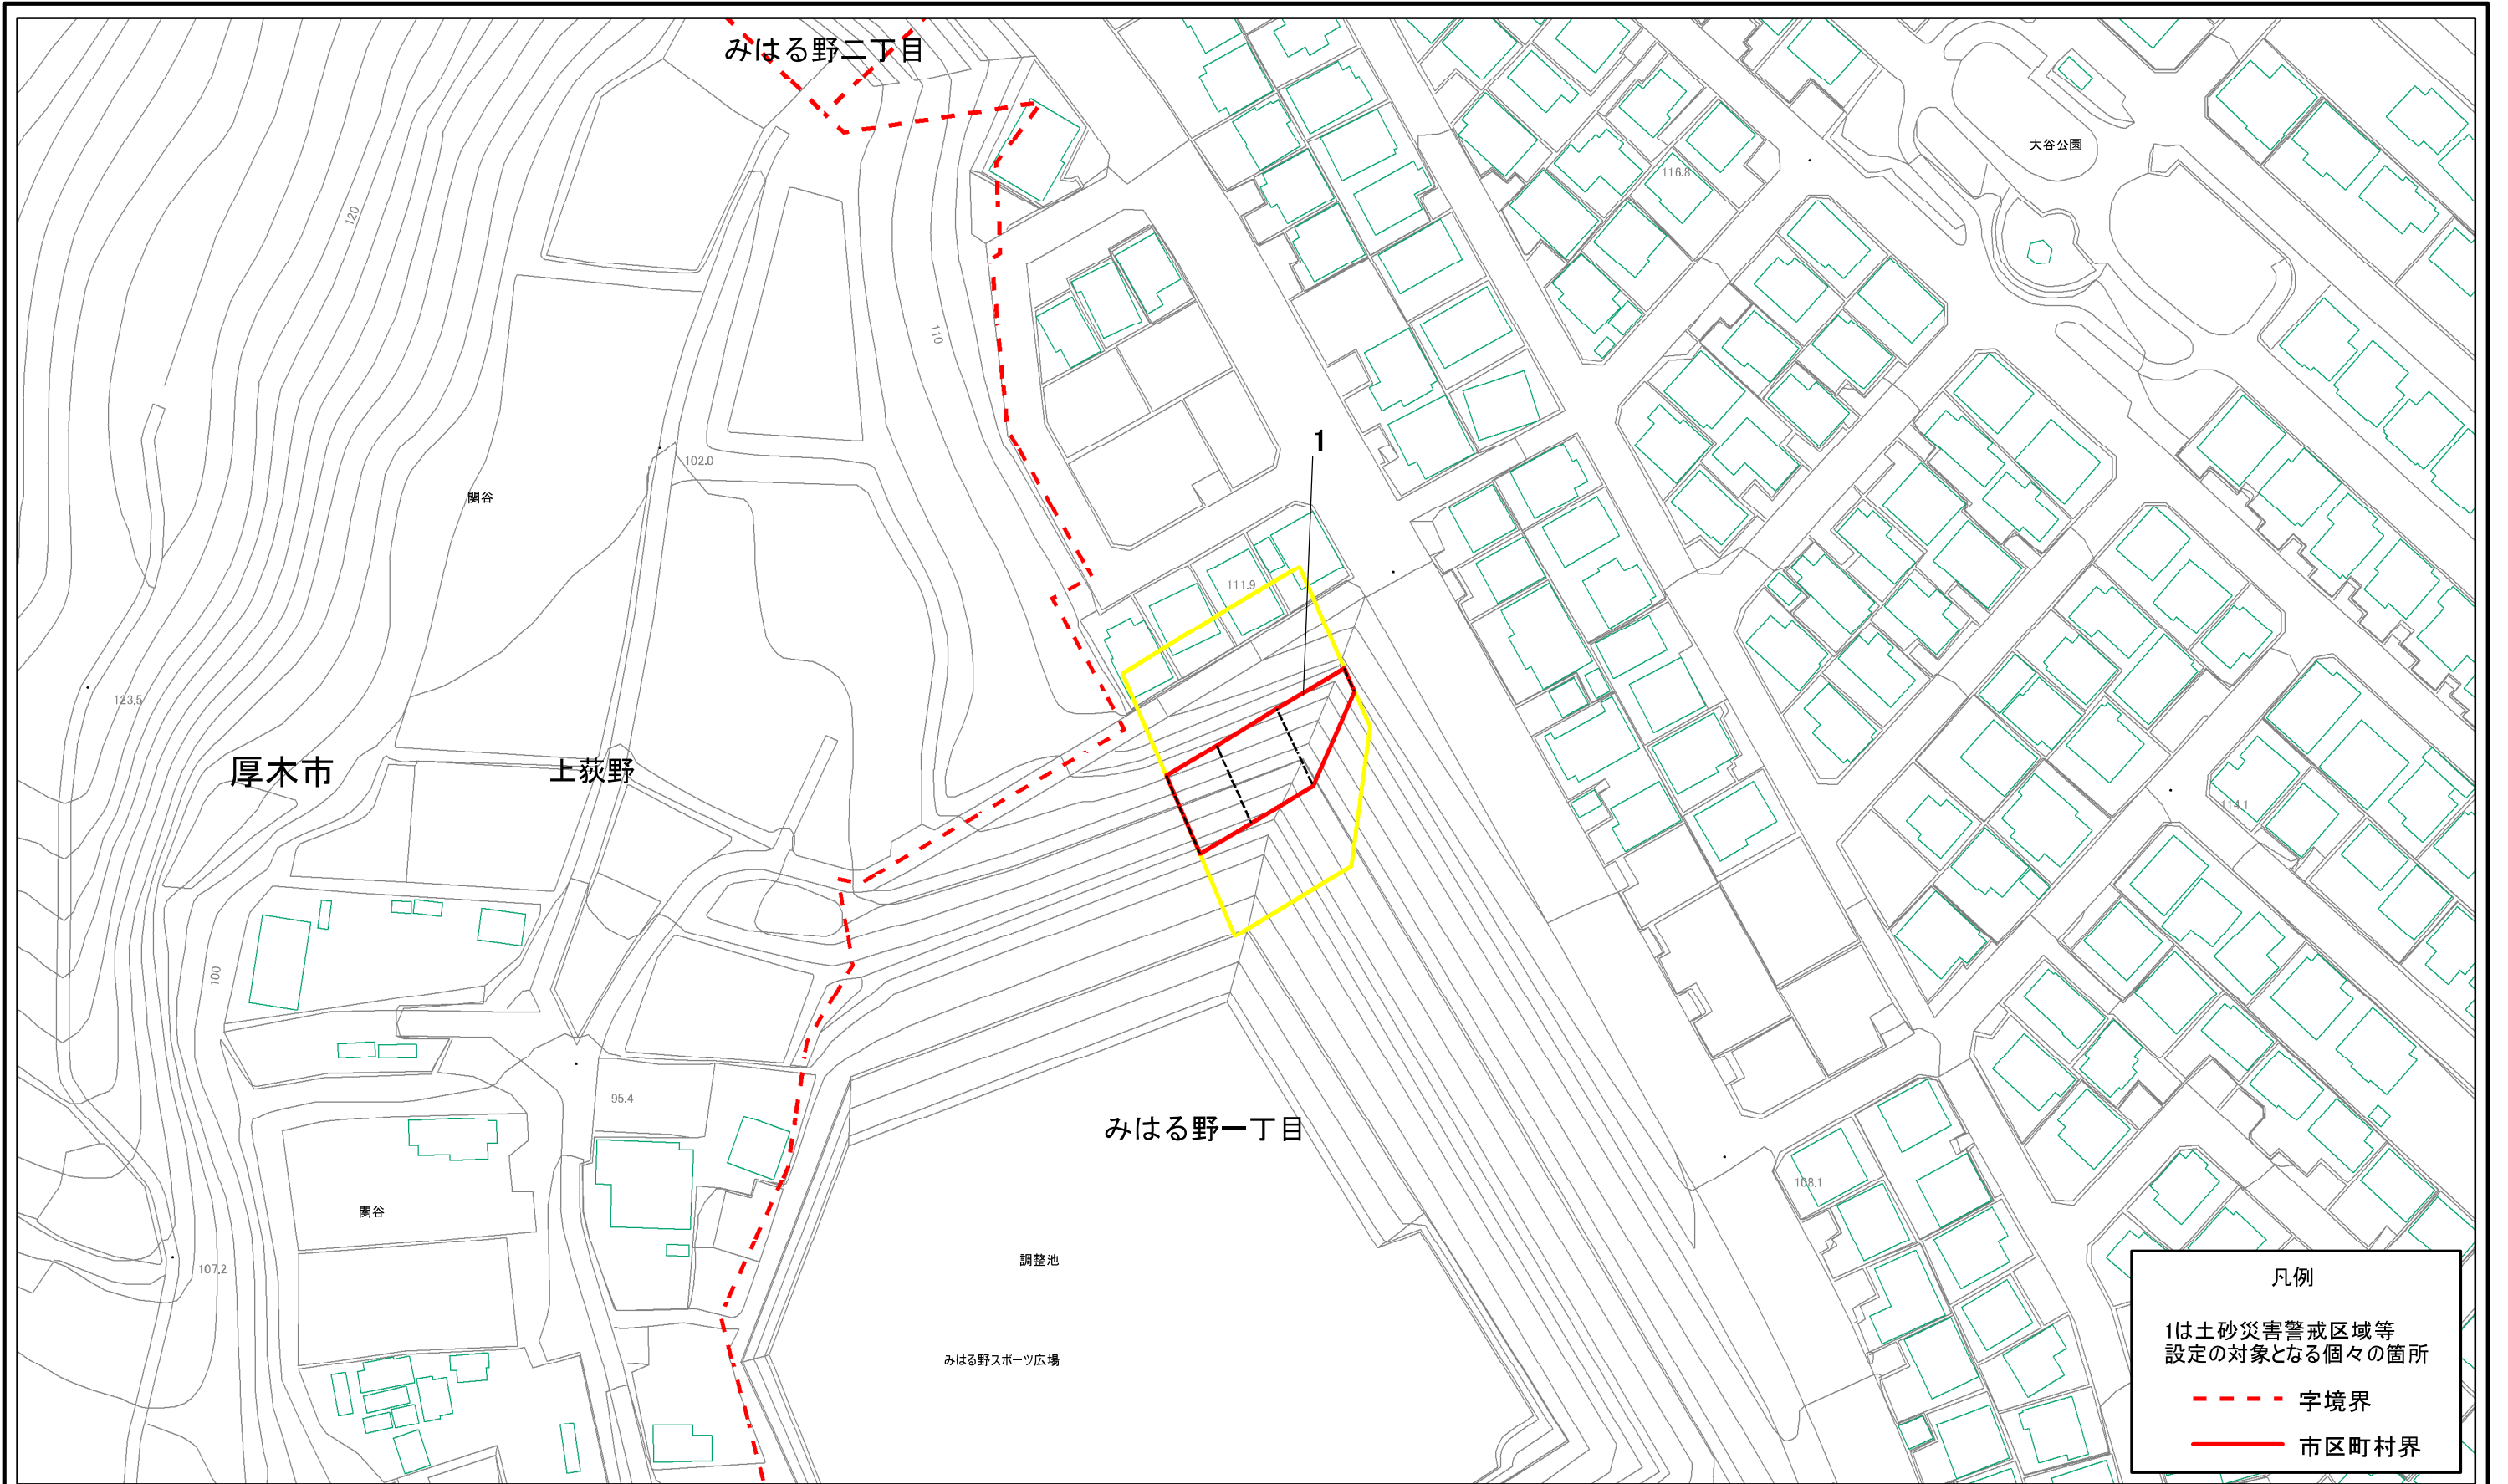 みはる野二丁目
大谷公園
116.8
120
110
1
102.0
関谷
111.9
123.5
厚木市
上荻野
114.1
100
95.4
みはる野一丁目
108.1
関谷
調整池
107.2
みはる野スポーツ広場
凡例
1は土砂災害警戒区域等
設定の対象となる個々の箇所
字境界
市区町村界